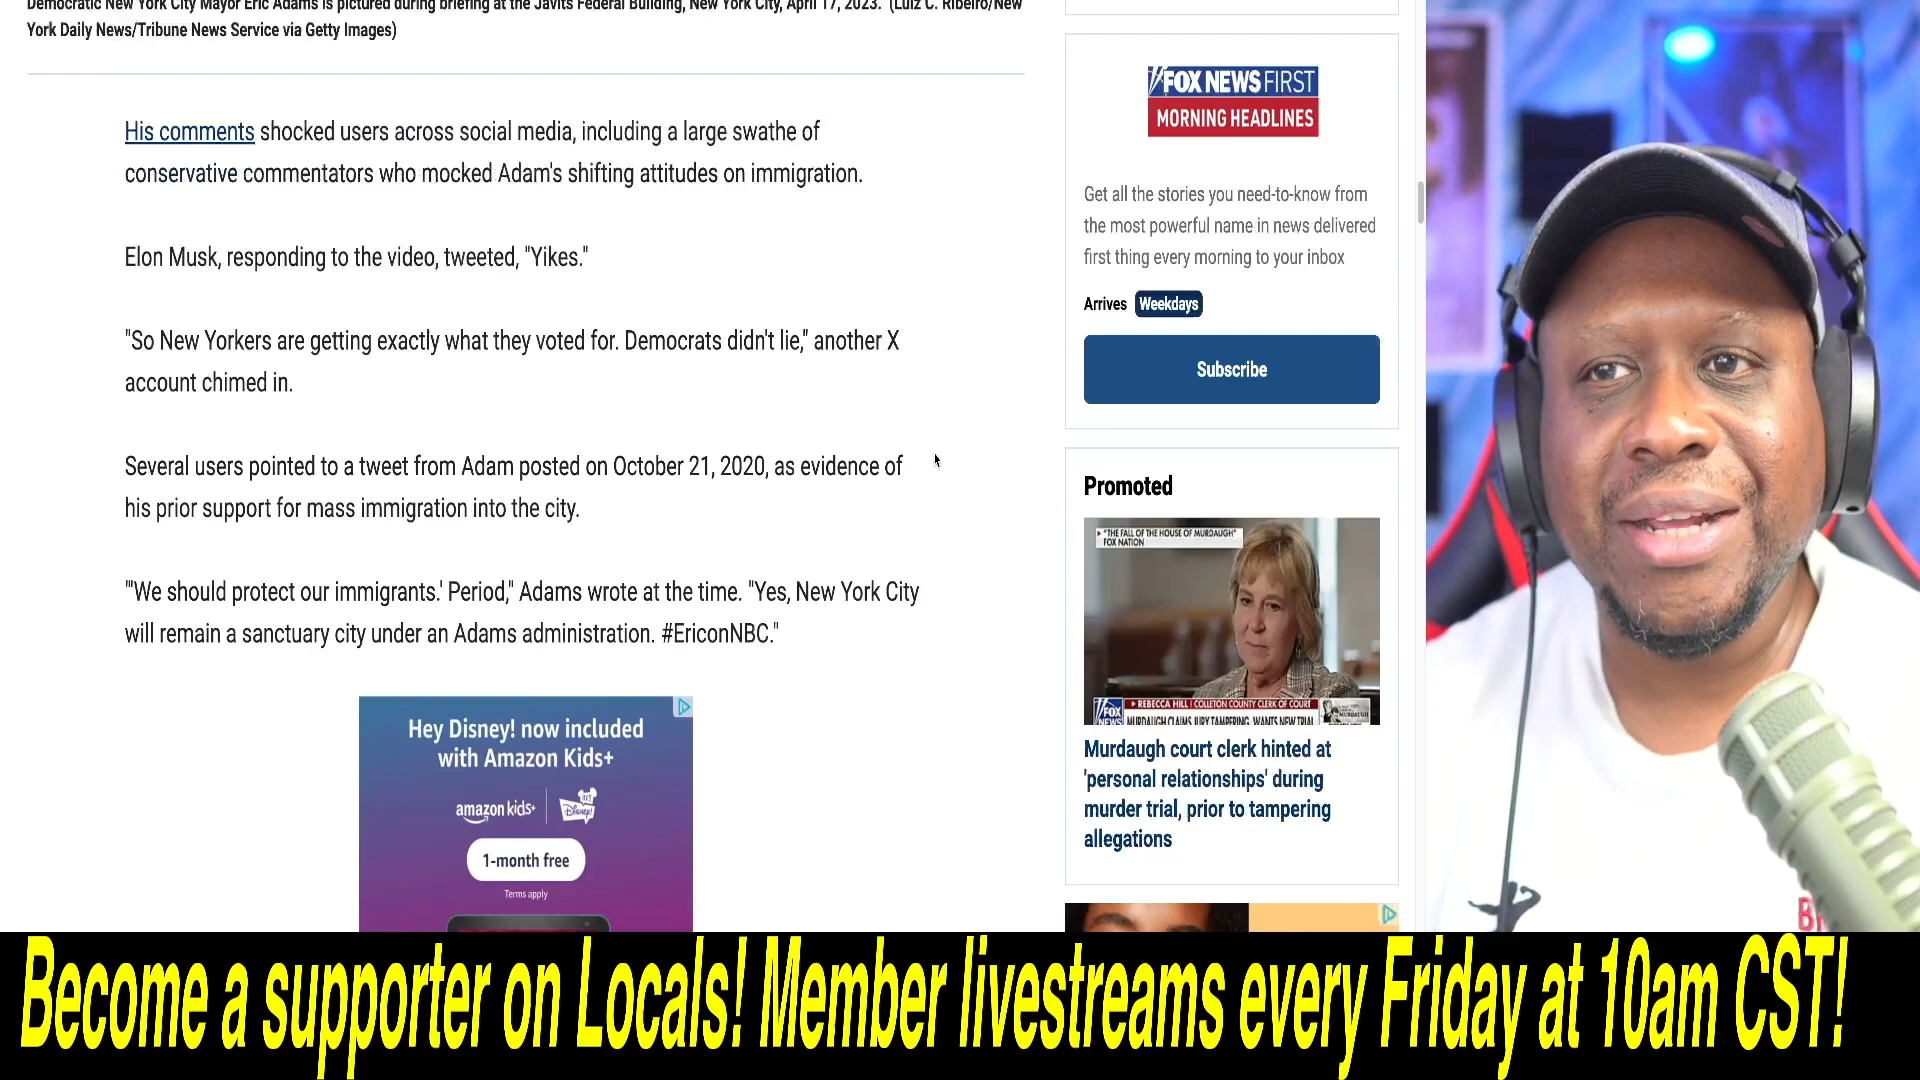 Democratic New York City Mayor Eric Adams is pictured during briefing at the Javits Federal Building, New York City, April 17, 2023. (Luiz C. Ribeiro/New
York Daily News/Tribune News Service via Getty Images)
His comments shocked users across social media, including a large swathe of
conservative commentators who mocked Adam's shifting attitudes on immigration.
Elon Musk, responding to the video, tweeted, "Yikes."
"So New Yorkers are getting exactly what they voted for. Democrats didn't lie," another X
account chimed in.
Several users pointed to a tweet from Adam posted on October 21, 2020, as evidence of
his prior support for mass immigration into the city.
"'We should protect our immigrants.' Period," Adams wrote at the time. "Yes, New York City
will remain a sanctuary city under an Adams administration. #EriconNBC."
Hey Disney! now included
with Amazon Kids+
amazon kids+
Hey Disney!
1-month free
Terms apply
FOX NEWS FIRST
MORNING HEADLINES
Get all the stories you need-to-know from
the most powerful name in news delivered
first thing every morning to your inbox
Arrives Weekdays
Subscribe
Promoted
"THE FALL OF THE HOUSE OF MURDAUGH"
FOX NATION
REBECCA HILL | COLLETON COUNTY CLERK OF COURT
FOX NEWS
MURDAUGH CLAIMS JURY TAMPERING, WANTS NEW TRIAL
Murdaugh court clerk hinted at
'personal relationships' during
murder trial, prior to tampering
allegations
Become a supporter on Locals! Member livestreams every Friday at 10am CST!